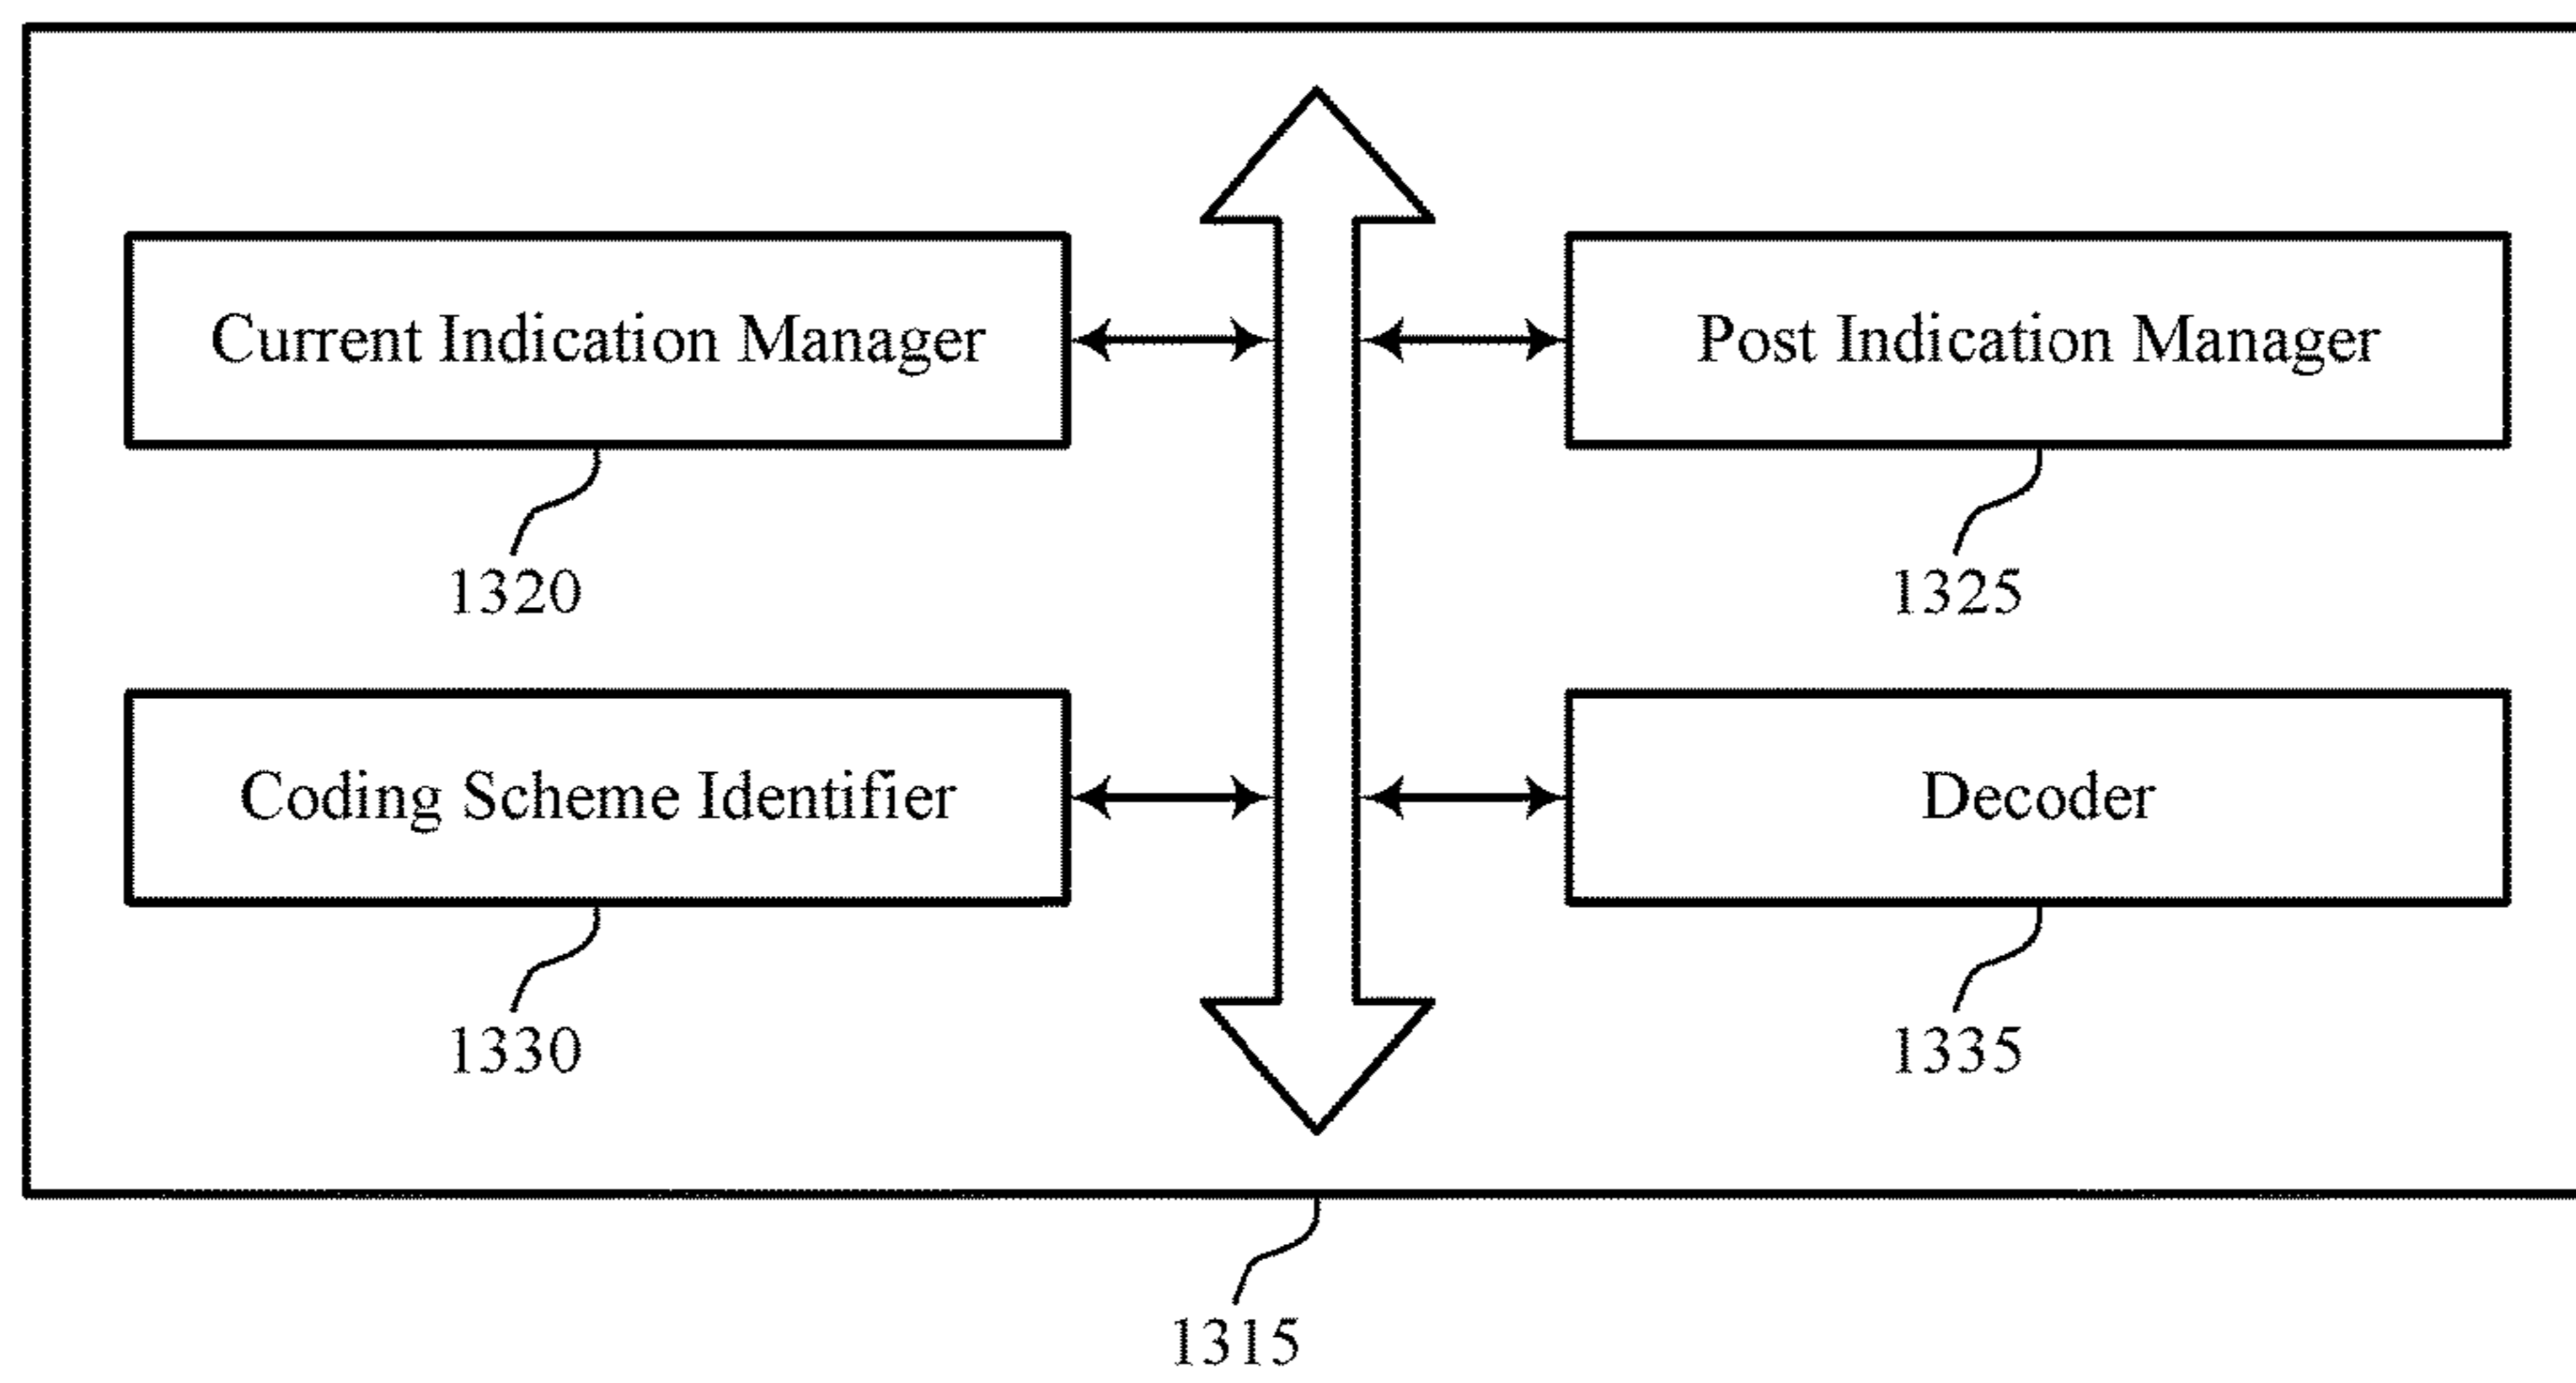 Current Indication Manager
Post Indication Manager
1320
1325
Coding Scheme Identifier
Decoder
1330
1335
1315